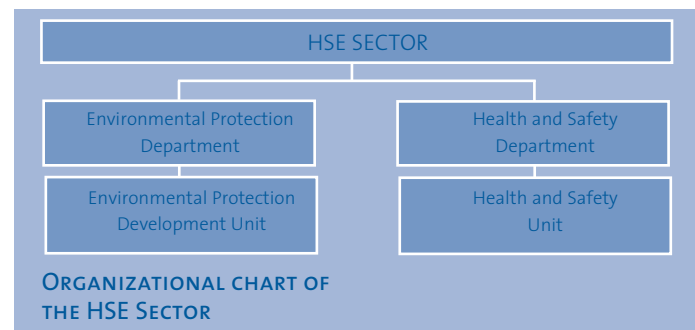 HSE SECTOR
Environmental Protection
Department
Health and Safety
Department
Environmental Protection
Development Unit
Health and Safety
Unit
ORGANIZATIONAL CHART OF
THE HSE SECTOR